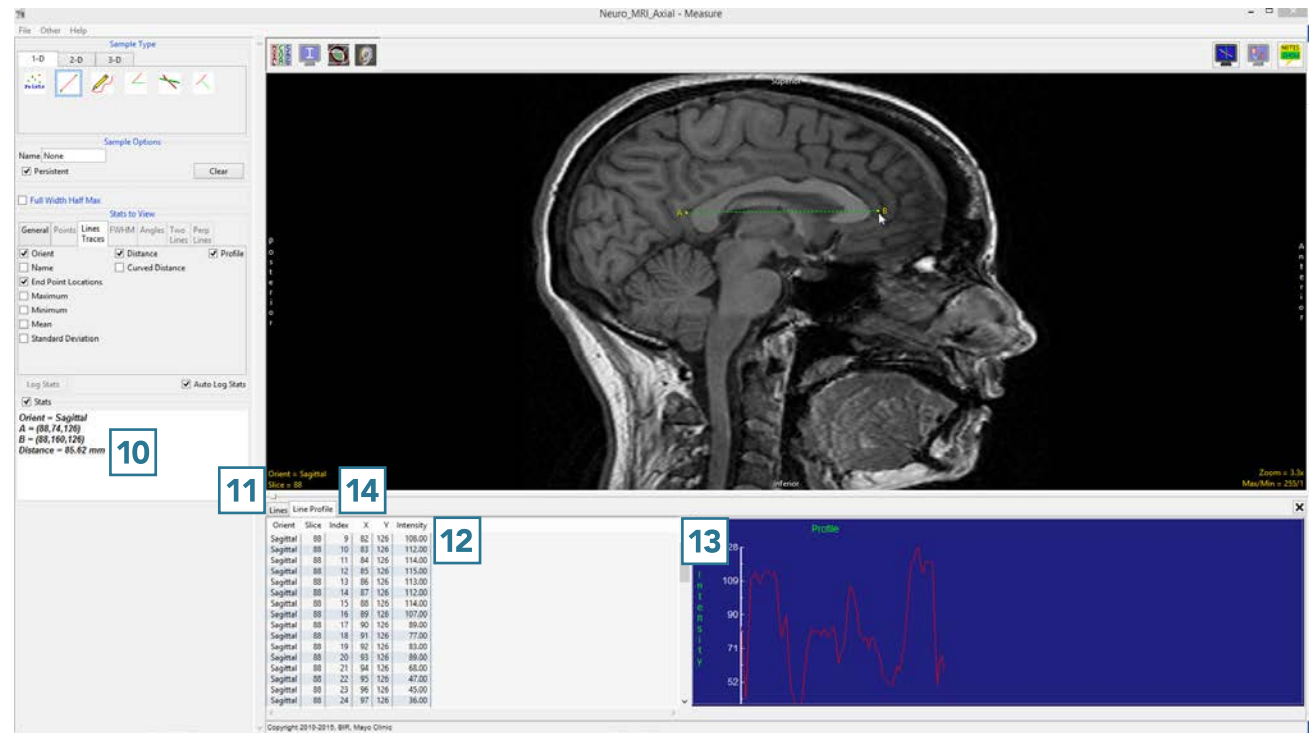 Neuro_MRI_Axial - Measure
File Other Help
Sample Type
1-D 2-D 3-D
Points
Sample Options
Name None
Persistent Clear
Full Width Half Max
Stats to View
General Points Lines Traces FWHM Angles Two Lines Perp Lines
Orient Distance Profile
Name Curved Distance
End Point Locations
Maximum
Minimum
Mean
Standard Deviation
Log Stats Auto Log Stats
Stats
Orient = Sagittal
A = (88,74,126)
B = (88,160,126)
Distance = 85.62 mm
10
NOTES
Superior
A B
Posterior
Anterior
Orient = Sagittal
Slice = 88
Inferior
Zoom = 3.3x
Max/Min = 255/1
11
14
Lines Line Profile
Orient Slice Index X Y Intensity
Sagittal 88 9 82 126 108.00
Sagittal 88 10 83 126 112.00
Sagittal 88 11 84 126 114.00
Sagittal 88 12 85 126 115.00
Sagittal 88 13 86 126 113.00
Sagittal 88 14 87 126 112.00
Sagittal 88 15 88 126 114.00
Sagittal 88 16 89 126 107.00
Sagittal 88 17 90 126 89.00
Sagittal 88 18 91 126 77.00
Sagittal 88 19 92 126 83.00
Sagittal 88 20 93 126 89.00
Sagittal 88 21 94 126 68.00
Sagittal 88 22 95 126 47.00
Sagittal 88 23 96 126 45.00
Sagittal 88 24 97 126 36.00
12
13
Profile
Intensity
28
109
90
71
52
Copyright 2010-2015, BIR, Mayo Clinic